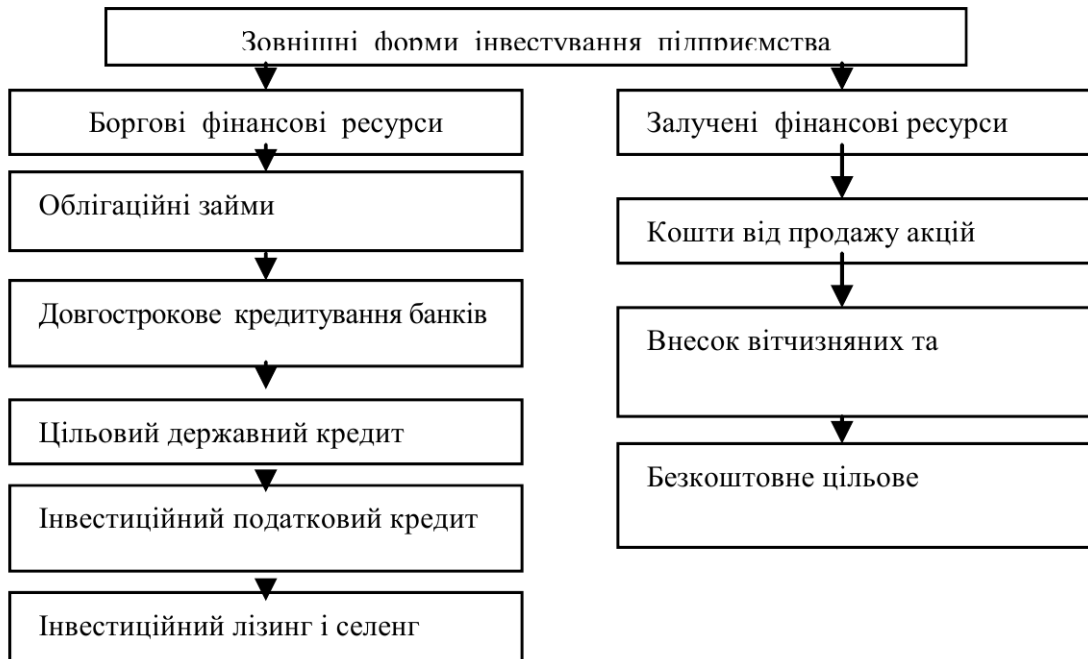 Зовнішні форми інвестування підприємства
Боргові фінансові ресурси
Облігаційні займи
Довгострокове кредитування банків
Цільовий державний кредит
Інвестиційний податковий кредит
Інвестиційний лізинг і селенг
Залучені фінансові ресурси
Кошти від продажу акцій
Внесок вітчизняних та
Безкоштовне цільове